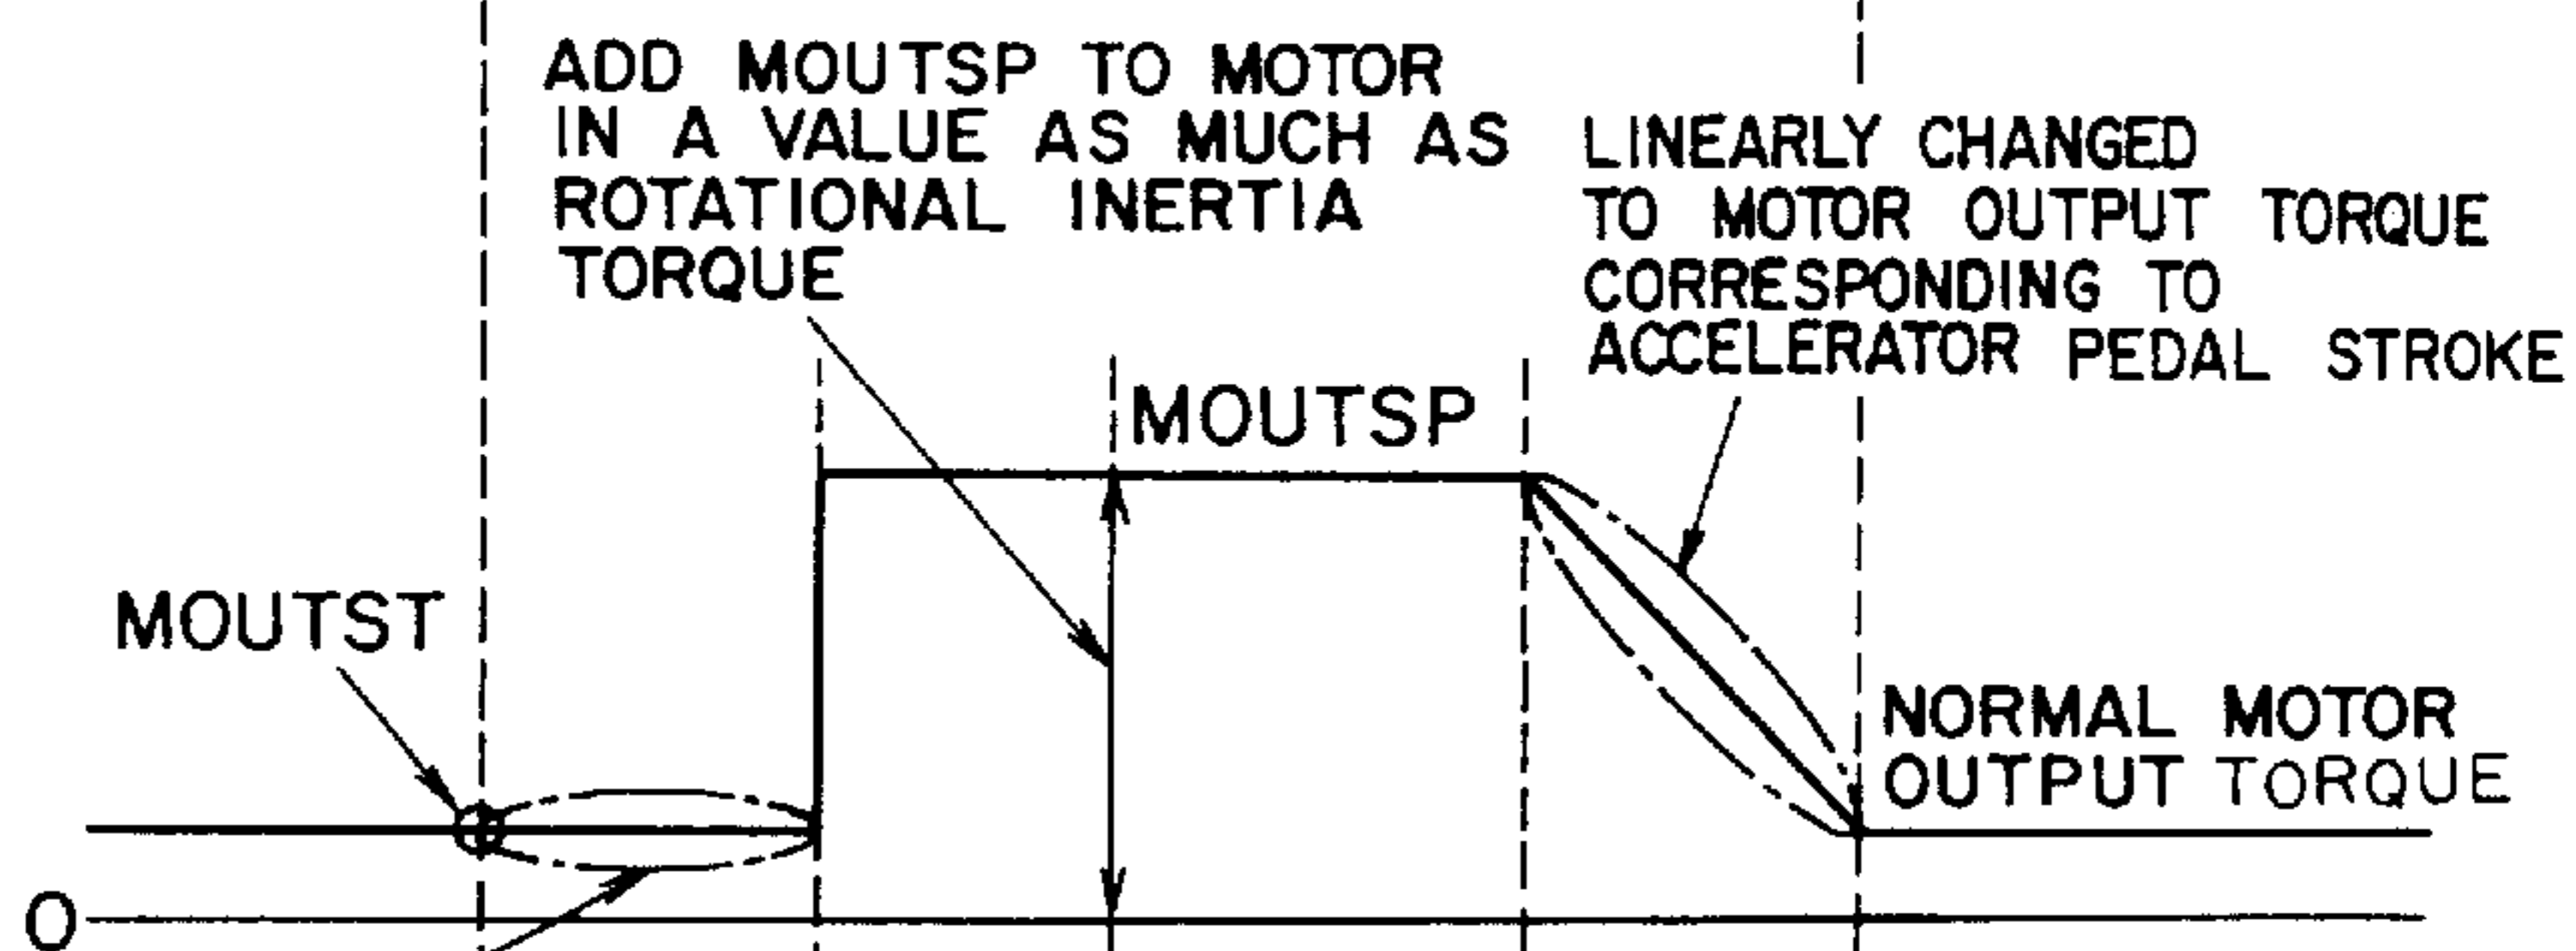 ADD MOUTSP TO MOTOR
IN A VALUE AS MUCH AS
ROTATIONAL INERTIA
TORQUE
LINEARLY CHANGED
TO MOTOR OUTPUT TORQUE
CORRESPONDING TO
ACCELERATOR PEDAL STROKE
MOUTSP
MOUTST
NORMAL MOTOR
OUTPUT TORQUE
0